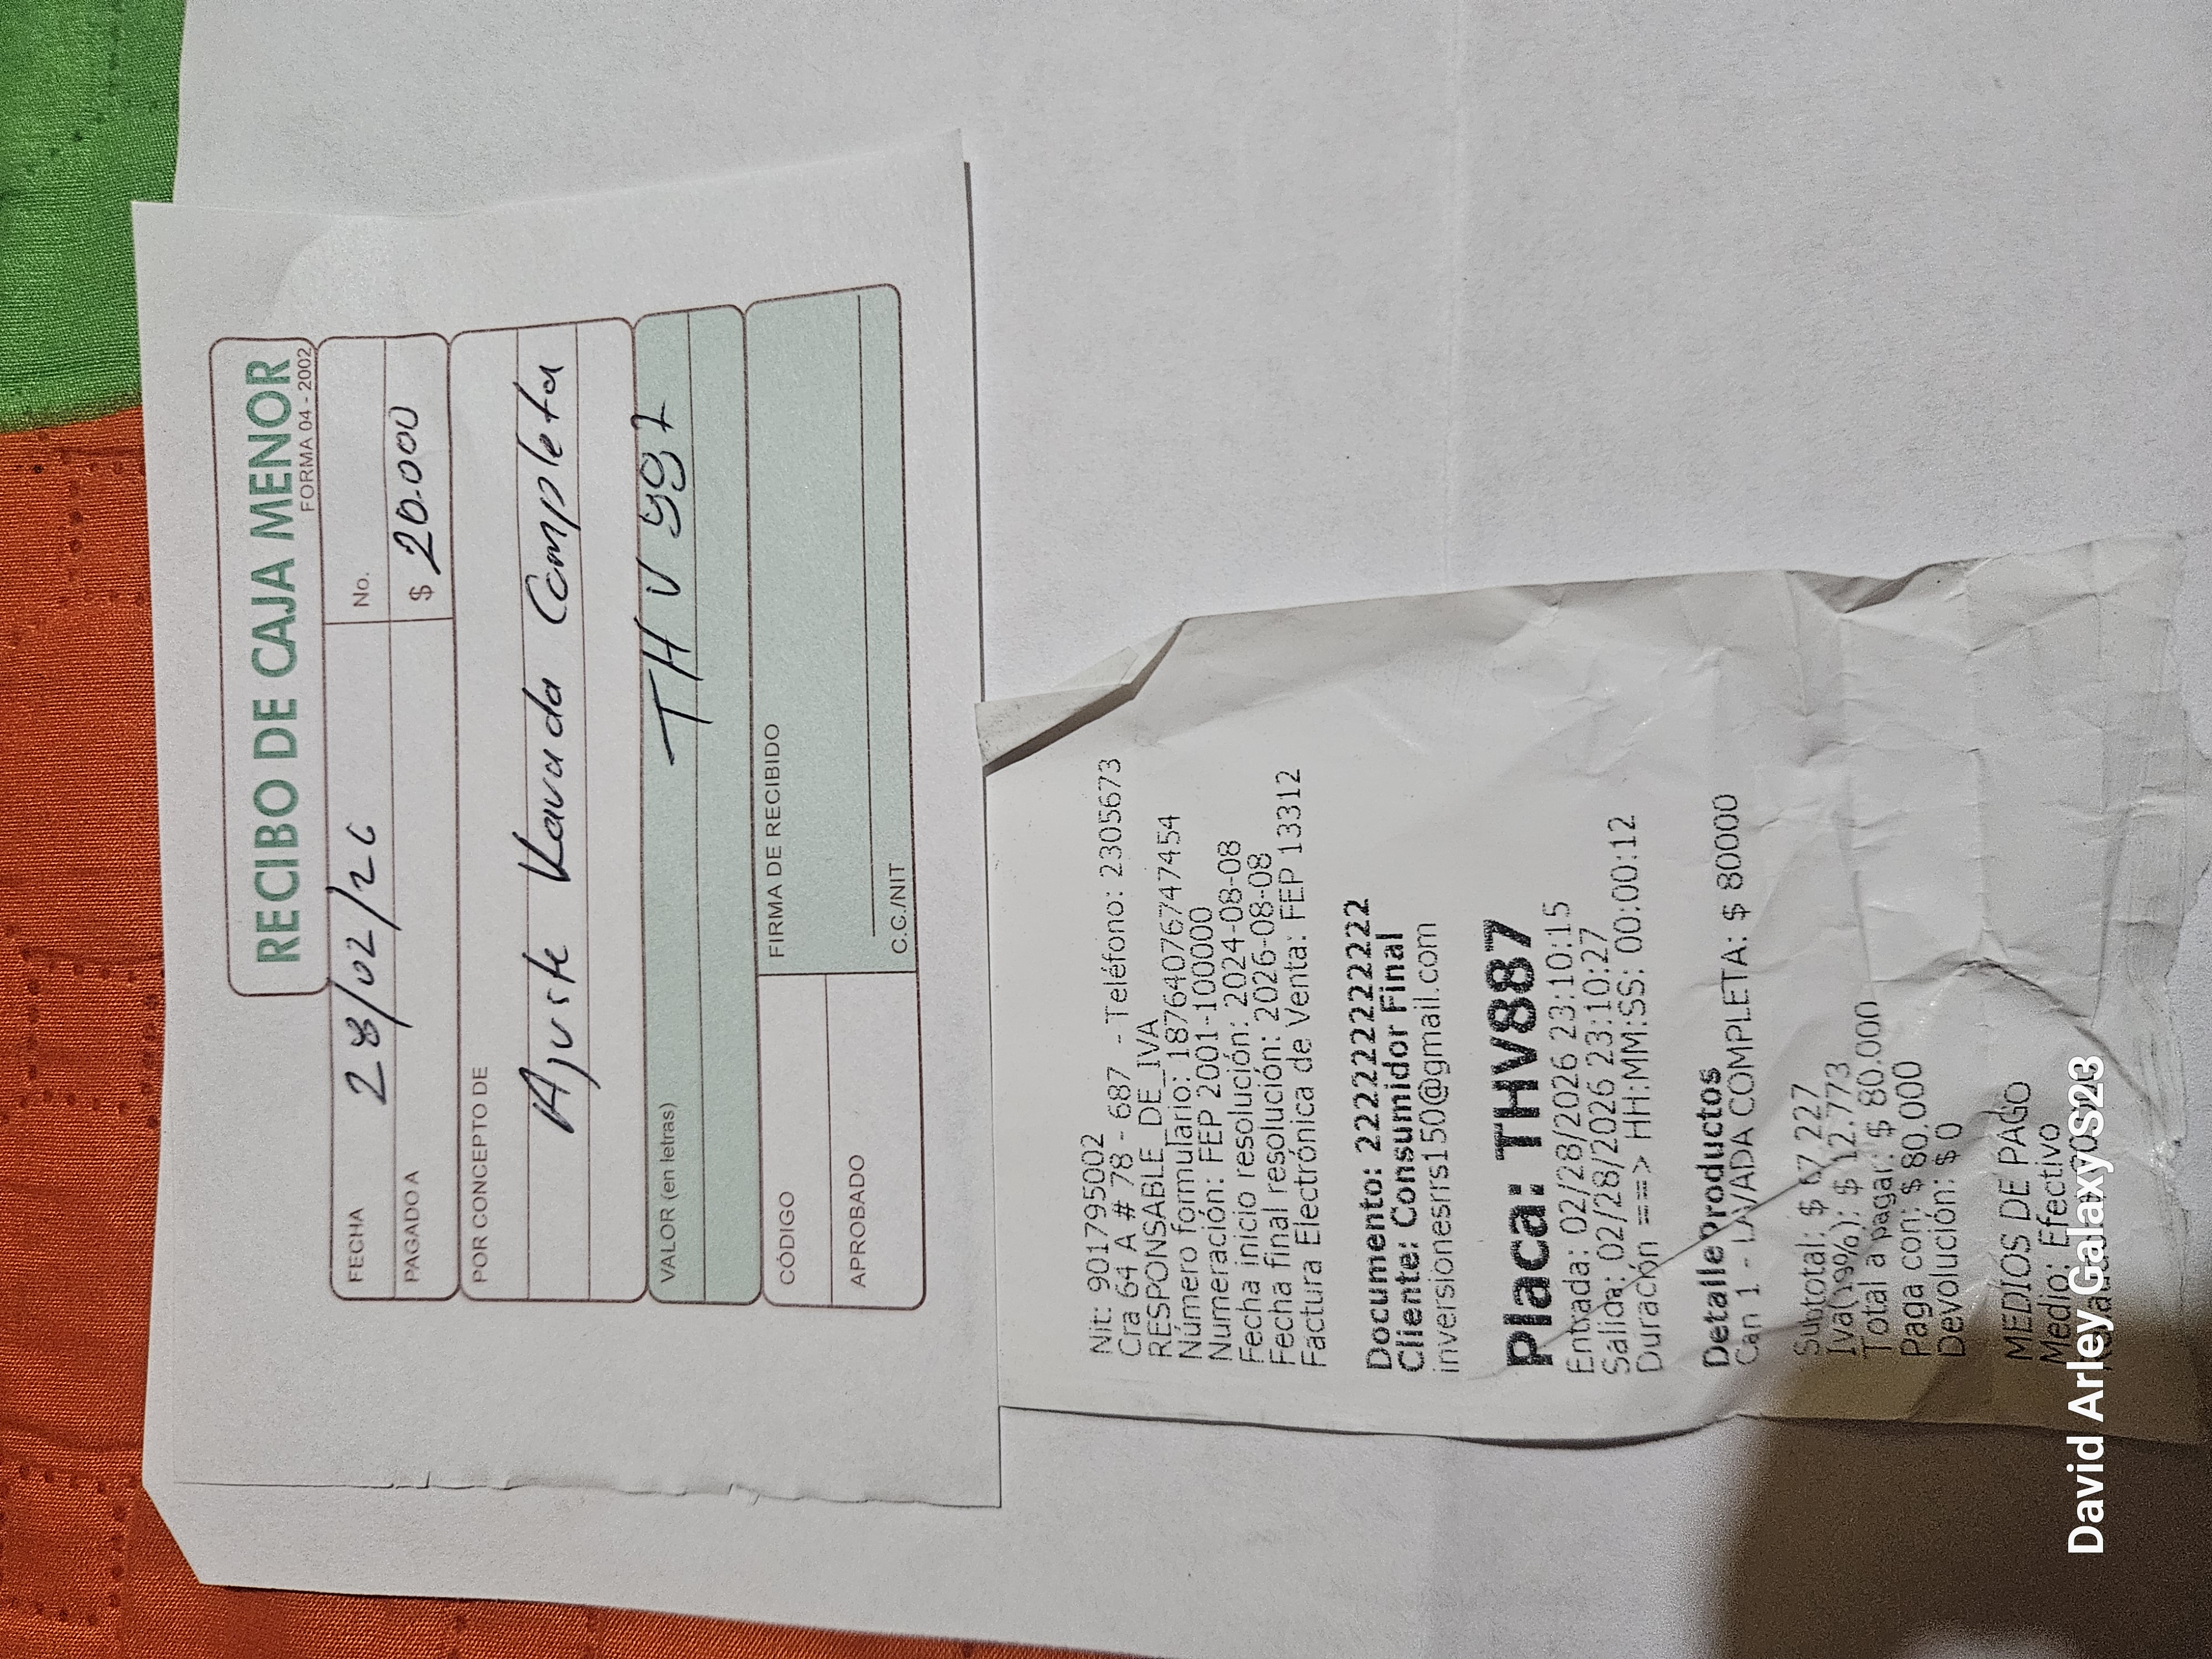 RECIBO DE CAJA MENOR
FORMA 04 - 2002
FECHA 28/02/26 No.
PAGADO A $ 20.000
POR CONCEPTO DE
Ajuste Lavada Completa
VALOR (en letras)
THV 887
CÓDIGO
FIRMA DE RECIBIDO
APROBADO
C.C./NIT
Nit: 901795002
Cra 64 A # 78 - 687 - Teléfono: 2305673
RESPONSABLE_DE_IVA
Número formulario: 18764076747454
Numeración: FEP 2001-100000
Fecha inicio resolución: 2024-08-08
Fecha final resolución: 2026-08-08
Factura Electrónica de Venta: FEP 13312
Documento: 222222222222
Cliente: Consumidor Final
inversionesrrs150@gmail.com
Placa: THV887
Entrada: 02/28/2026 23:10:15
Salida: 02/28/2026 23:10:27
Duración ==> HH:MM:SS: 00:00:12
Detalle Productos
Can 1 - LAVADA COMPLETA: $ 80000
Subtotal: $ 67.227
Iva(19%): $ 12.773
Total a pagar: $ 80.000
Paga con: $ 80.000
Devolución: $ 0
MEDIOS DE PAGO
Medio: Efectivo
David Arley Galaxy S23